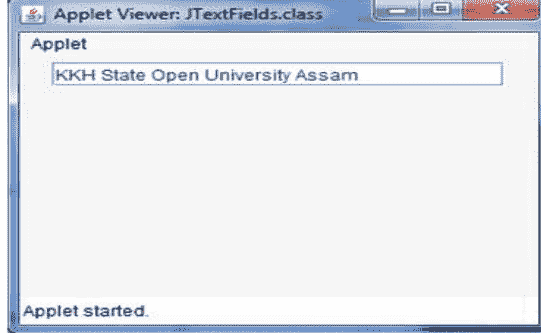 Applet Viewer: JTextFields.class
Applet
KKH State Open University Assam
Applet started.